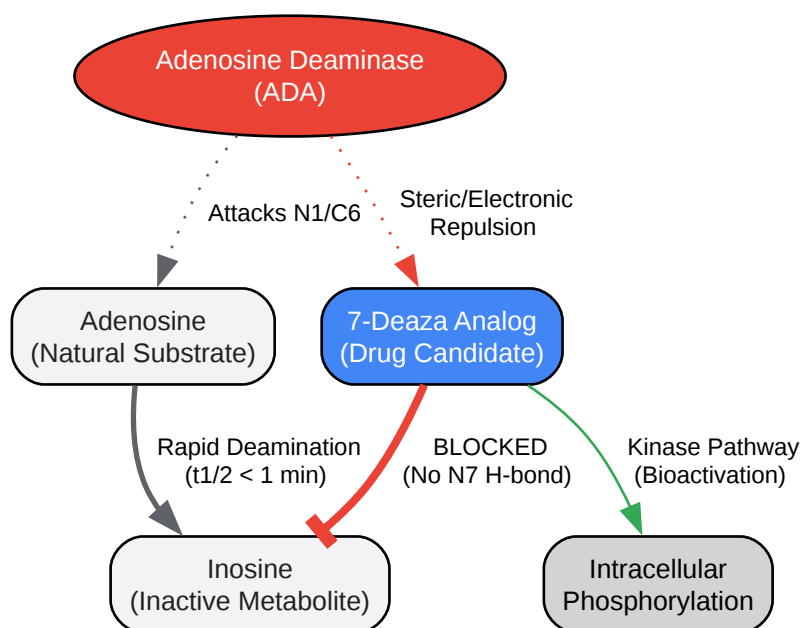 Adenosine Deaminase
(ADA)
Attacks N1/C6
Steric/Electronic
Repulsion
Adenosine
(Natural Substrate)
7-Deaza Analog
(Drug Candidate)
Rapid Deamination
(t1/2 < 1 min)
BLOCKED
(No N7 H-bond)
Kinase Pathway
(Bioactivation)
Inosine
(Inactive Metabolite)
Intracellular
Phosphorylation